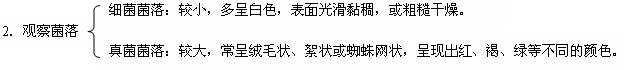 细菌菌落：较小，多呈白色，表面光滑黏稠，或粗糙干燥。
2. 观察菌落
真菌菌落：较大，常呈绒毛状、絮状或蜘蛛网状，呈现出红、褐、绿等不同的颜色。